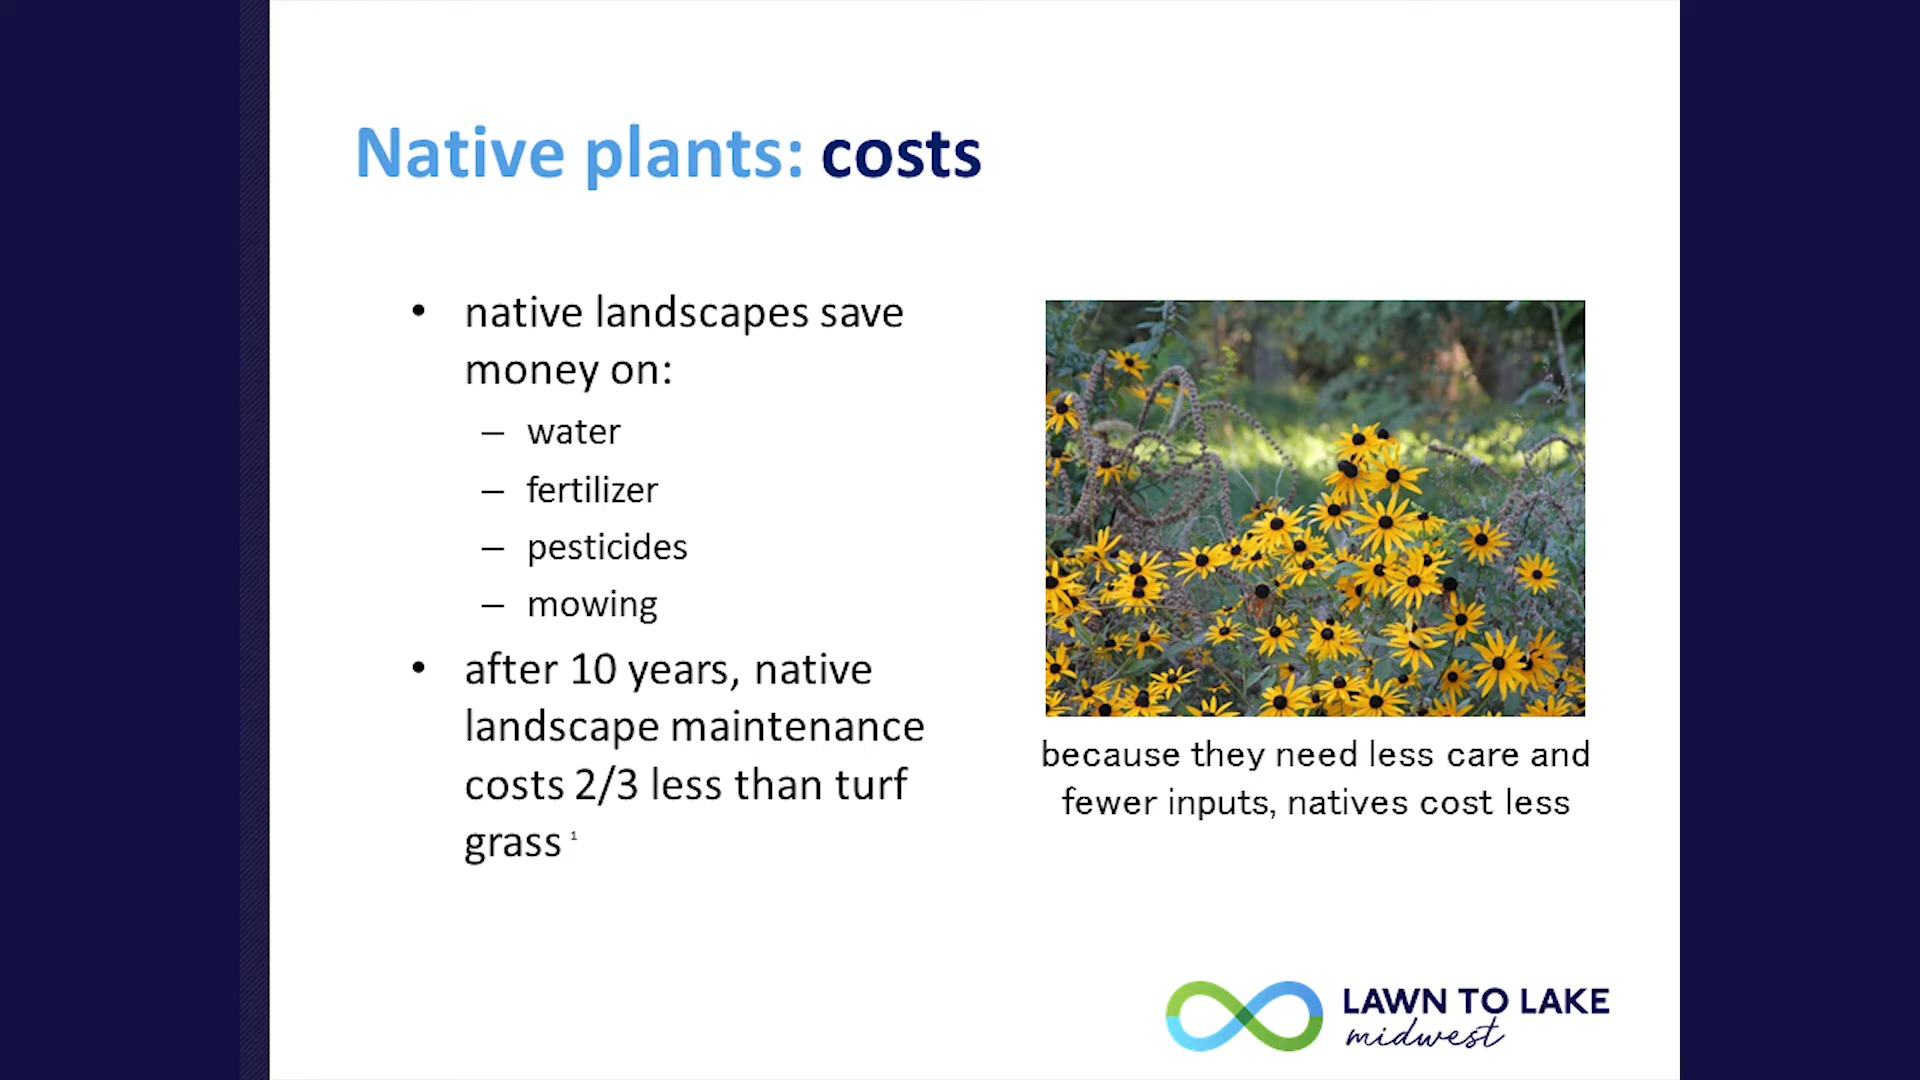 Native plants: costs
• native landscapes save
money on:
– water
– fertilizer
– pesticides
– mowing
• after 10 years, native
landscape maintenance
costs 2/3 less than turf
grass ¹
because they need less care and
fewer inputs, natives cost less
LAWN TO LAKE
midwest